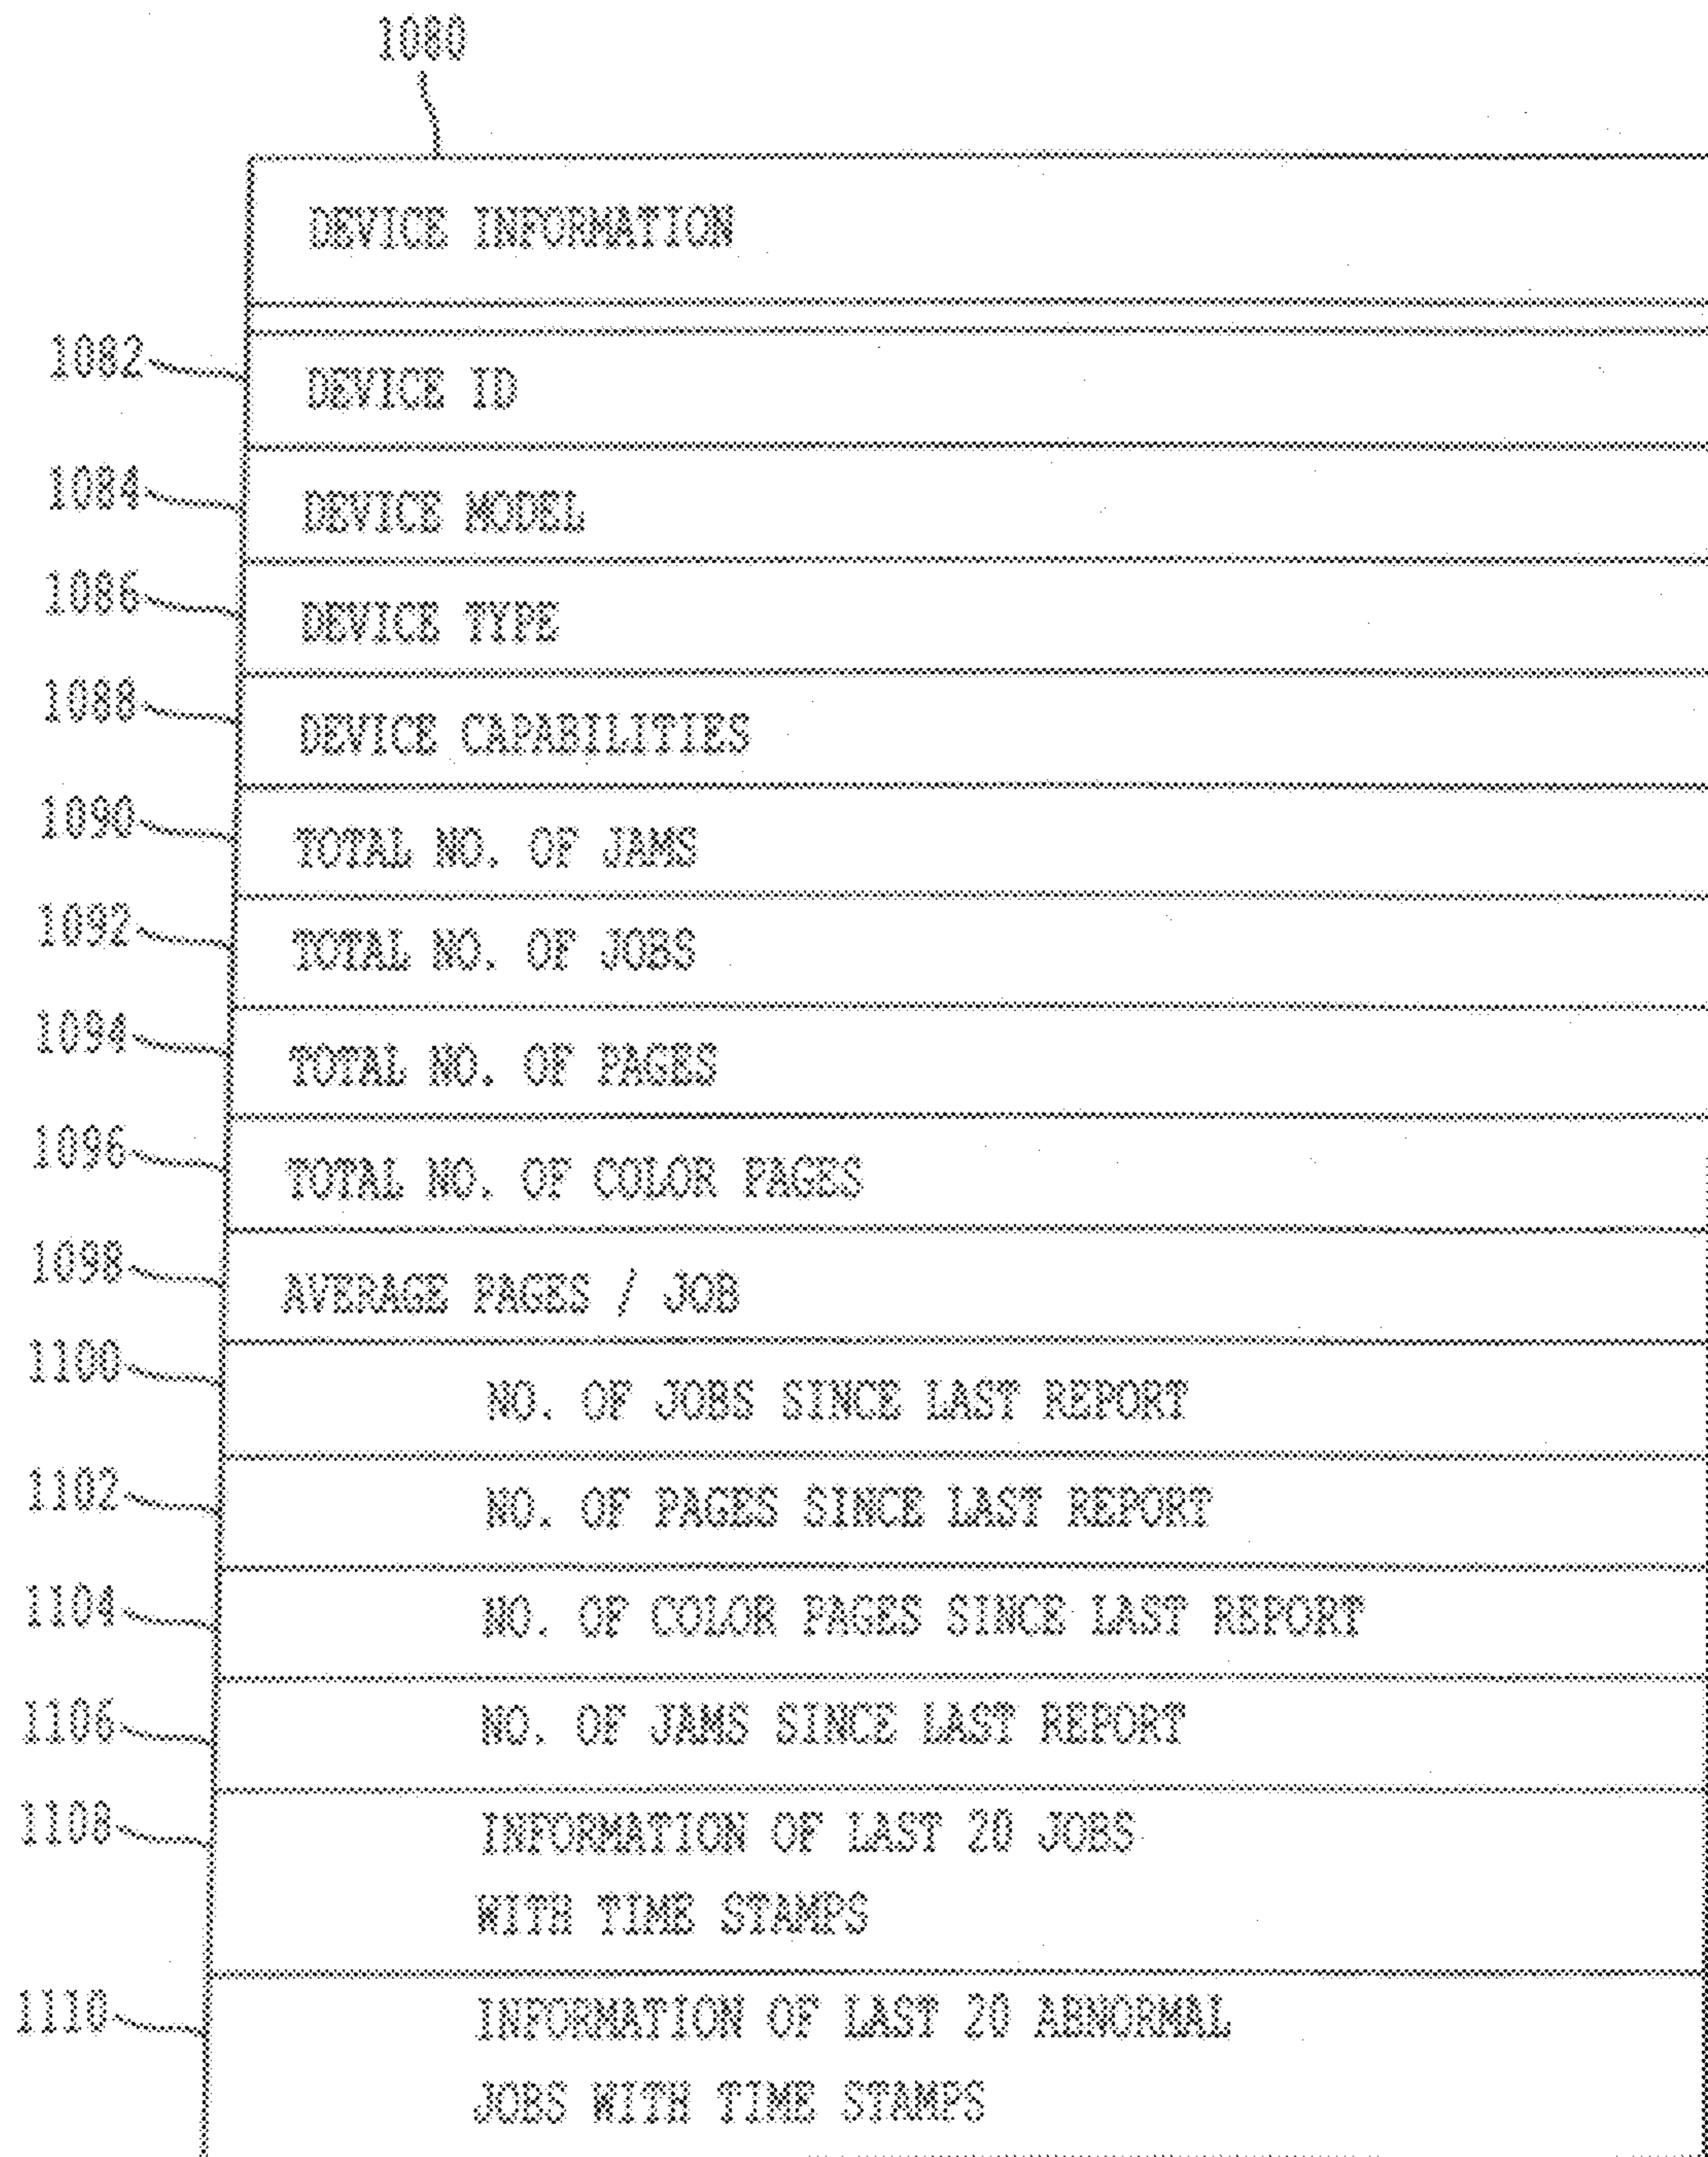 1080
DEVICE INFORMATION
1082 DEVICE ID
1084 DEVICE MODEL
1086 DEVICE TYPE
1088 DEVICE CAPABILITIES
1090 TOTAL NO. OF JAMS
1092 TOTAL NO. OF JOBS
1094 TOTAL NO. OF PAGES
1096 TOTAL NO. OF COLOR PAGES
1098 AVERAGE PAGES / JOB
1100 NO. OF JOBS SINCE LAST REPORT
1102 NO. OF PAGES SINCE LAST REPORT
1104 NO. OF COLOR PAGES SINCE LAST REPORT
1106 NO. OF JAMS SINCE LAST REPORT
1108 INFORMATION OF LAST 20 JOBS
WITH TIME STAMPS
1110 INFORMATION OF LAST 20 ABNORMAL
JOBS WITH TIME STAMPS